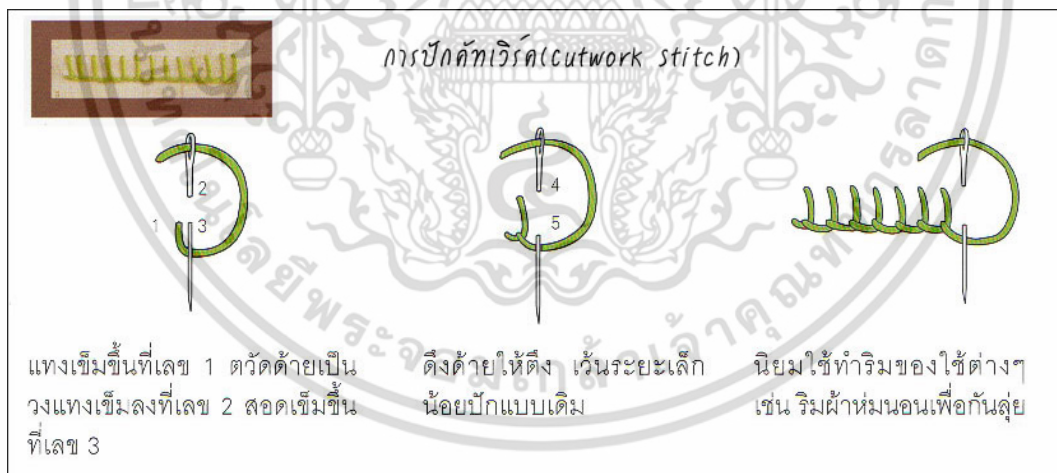 การปักคัทเวิร์ค(Cutwork Stitch)
2
1 3
4
5
แทงเข็มขึ้นที่เลข 1 ตวัดด้ายเป็น
วงแทงเข็มลงที่เลข 2 สอดเข็มขึ้น
ที่เลข 3
ดึงด้ายให้ตึง เว้นระยะเล็ก
น้อยปักแบบเดิม
นิยมใช้ทำริมของใช้ต่างๆ
เช่น ริมผ้าห่มนอนเพื่อกันลุ่ย